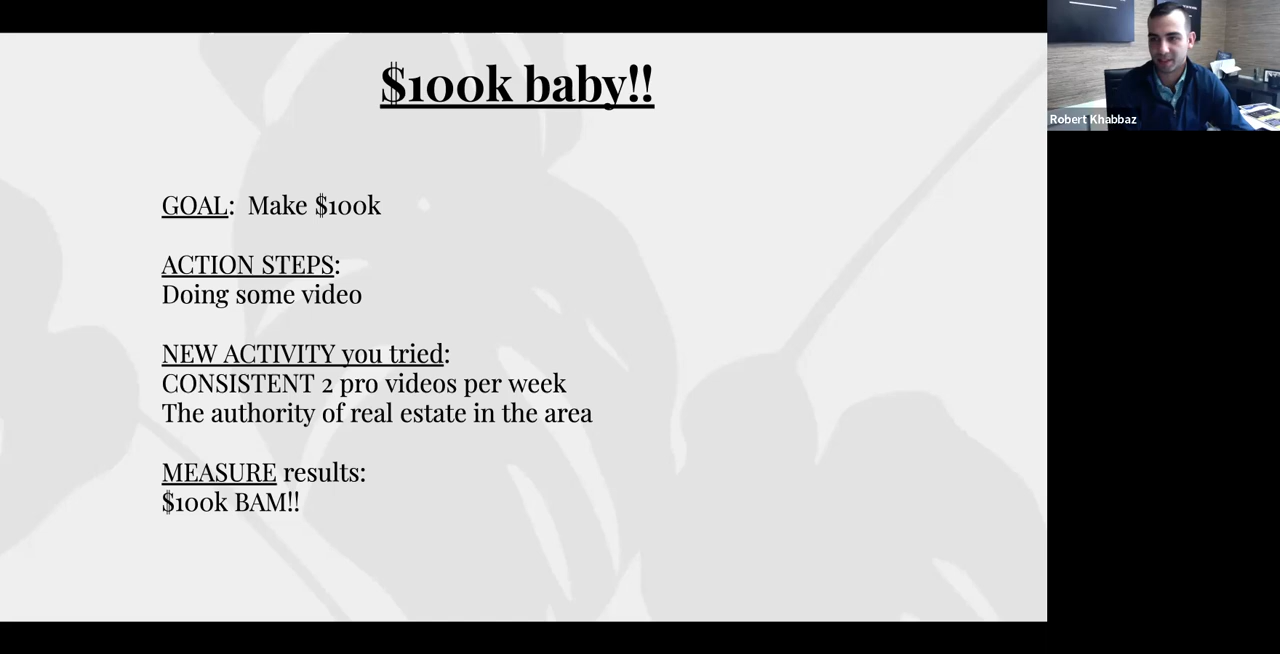 $100k baby!!
GOAL:  Make $100k
ACTION STEPS:
Doing some video
NEW ACTIVITY you tried:
CONSISTENT 2 pro videos per week
The authority of real estate in the area
MEASURE results:
$100k BAM!!
Robert Khabbaz